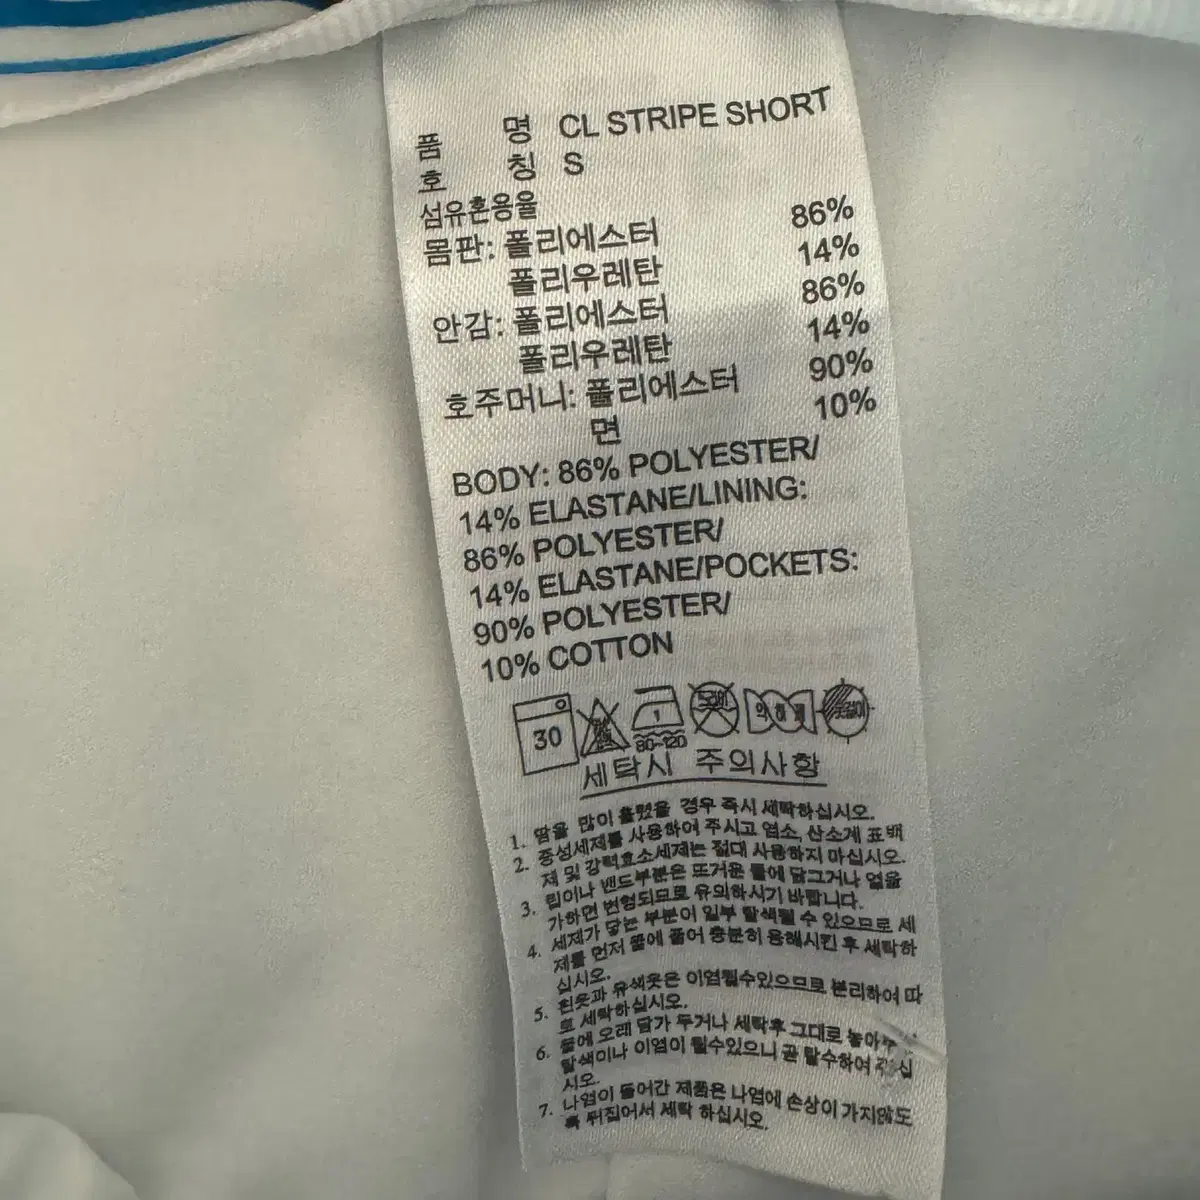 품 명 CL STRIPE SHORT
호 칭 S
섬유혼용율
몸판: 폴리에스터 86%
폴리우레탄 14%
안감: 폴리에스터 86%
폴리우레탄 14%
호주머니: 폴리에스터 90%
면 10%
BODY: 86% POLYESTER/
14% ELASTANE/LINING:
86% POLYESTER/
14% ELASTANE/POCKETS:
90% POLYESTER/
10% COTTON
30 1 80~120 드라이
세탁시 주의사항
1. 땀을 많이 흘렸을 경우 즉시 세탁하십시오.
2. 중성세제를 사용하여 주시고 염소, 산소계 표백
제 및 강력효소세제는 절대 사용하지 마십시오.
3. 립이나 밴드부분은 뜨거운 물에 담그거나 열을
가하면 변형되므로 유의하시기 바랍니다.
4. 세제가 닿는 부분이 일부 탈색될 수 있으므로 세
제를 먼저 물에 풀어 충분히 용해시킨 후 세탁하
십시오.
5. 흰옷과 유색옷은 이염될수있으므로 분리하여 따
로 세탁하십시오.
6. 물에 오래 담가 두거나 세탁후 그대로 놓아두
탈색이나 이염이 될수있으니 곧 탈수하여 십
시오.
7. 나염이 들어간 제품은 나염에 손상이 가지않도
록 뒤집어서 세탁 하십시오.